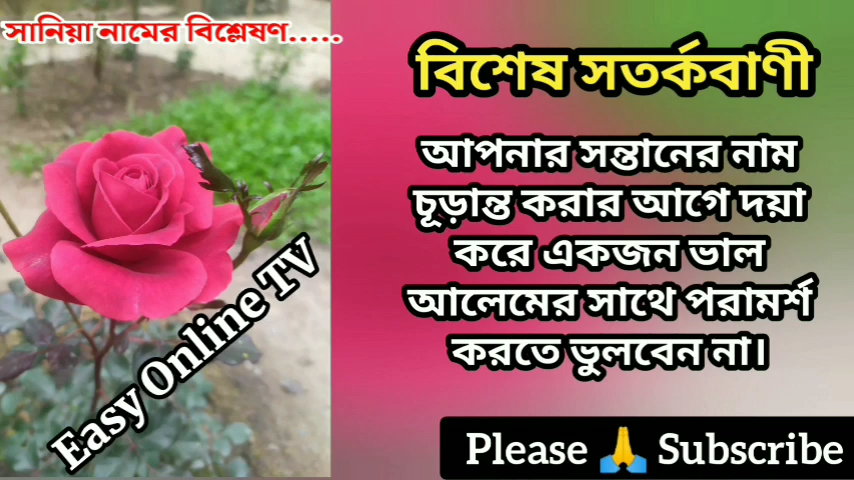 সানিয়া নামের বিশ্লেষণ.....
বিশেষ সতর্কবাণী
আপনার সন্তানের নাম
চূড়ান্ত করার আগে দয়া
করে একজন ভাল
আলেমের সাথে পরামর্শ
করতে ভুলবেন না।
Easy Online TV
Please 🙏 Subscribe